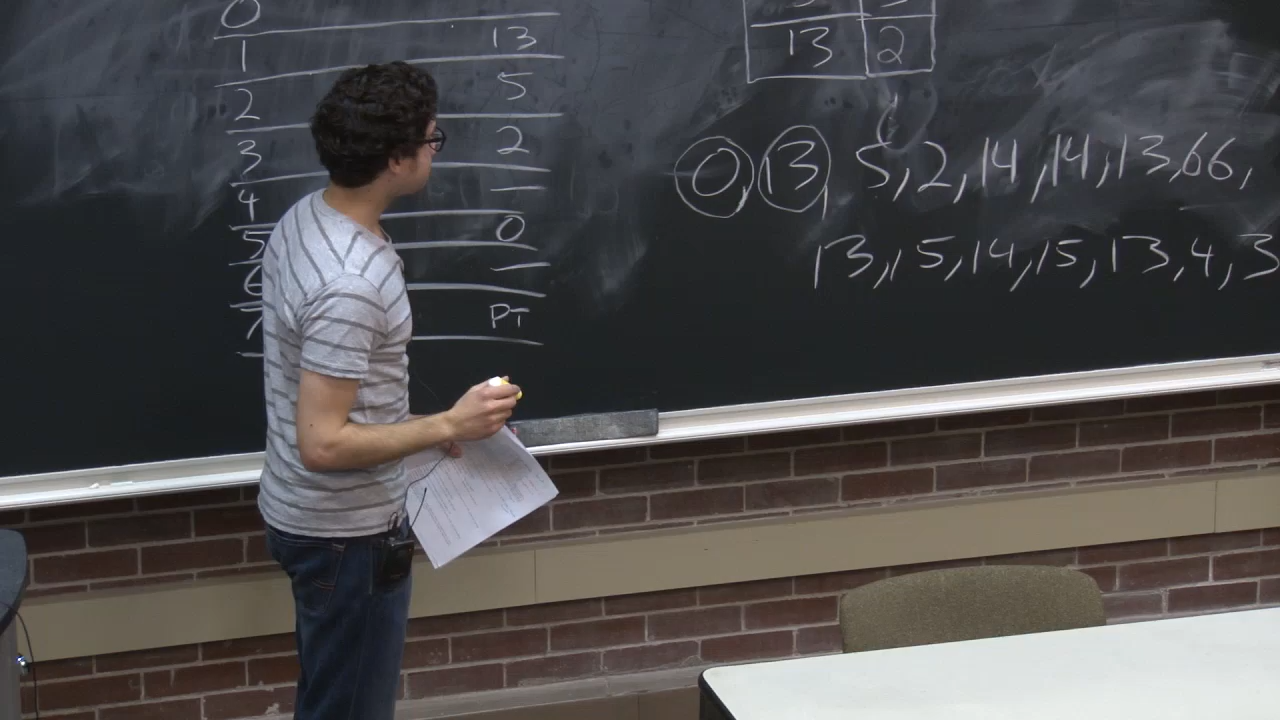 0
1 13
2 5
3 2
4 –
5 0
6 –
7 PT
13 2
0, 13, 5, 2, 14, 14, 13, 66,
13, 15, 14, 15, 13, 4, 3